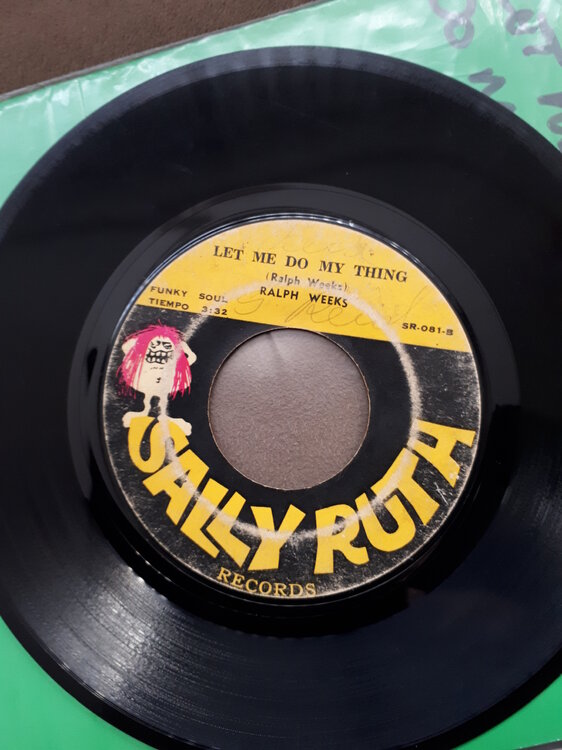 LET ME DO MY THING
(Ralph Weeks)
RALPH WEEKS
FUNKY SOUL
TIEMPO 3:32
SR-081-B
SALLY RUTH
RECORDS